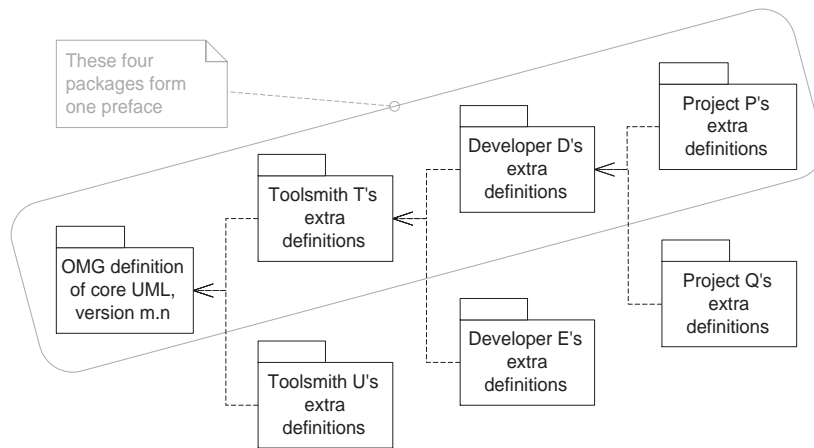 These four
packages form
one preface
Project P's
extra
definitions
Developer D's
extra
definitions
Toolsmith T's
extra
definitions
OMG definition
of core UML,
version m.n
Project Q's
extra
definitions
Developer E's
extra
definitions
Toolsmith U's
extra
definitions